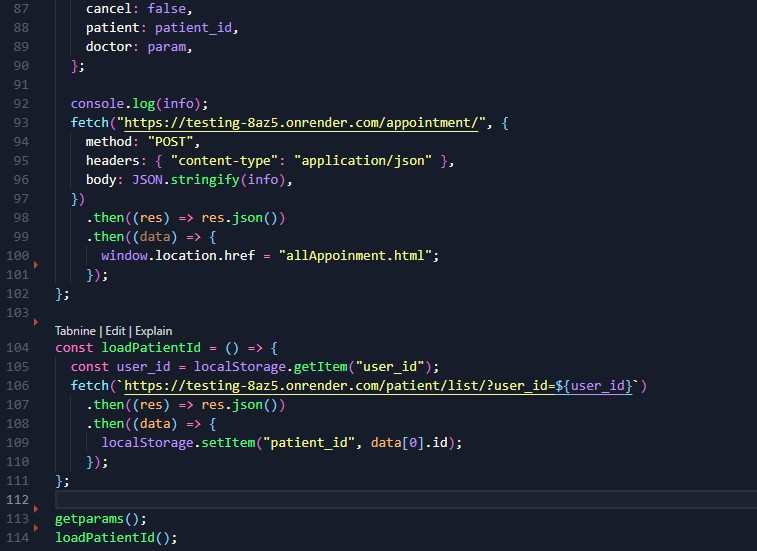 87 cancel: false,
88 patient: patient_id,
89 doctor: param,
90 };
91
92 console.log(info);
93 fetch("https://testing-8az5.onrender.com/appointment/", {
94 method: "POST",
95 headers: { "content-type": "application/json" },
96 body: JSON.stringify(info),
97 })
98 .then((res) => res.json())
99 .then((data) => {
100 window.location.href = "allAppoinment.html";
101 });
102 };
103
Tabnine | Edit | Explain
104 const loadPatientId = () => {
105 const user_id = localStorage.getItem("user_id");
106 fetch(`https://testing-8az5.onrender.com/patient/list/?user_id=${user_id}`)
107 .then((res) => res.json())
108 .then((data) => {
109 localStorage.setItem("patient_id", data[0].id);
110 });
111 };
112
113 getparams();
114 loadPatientId();